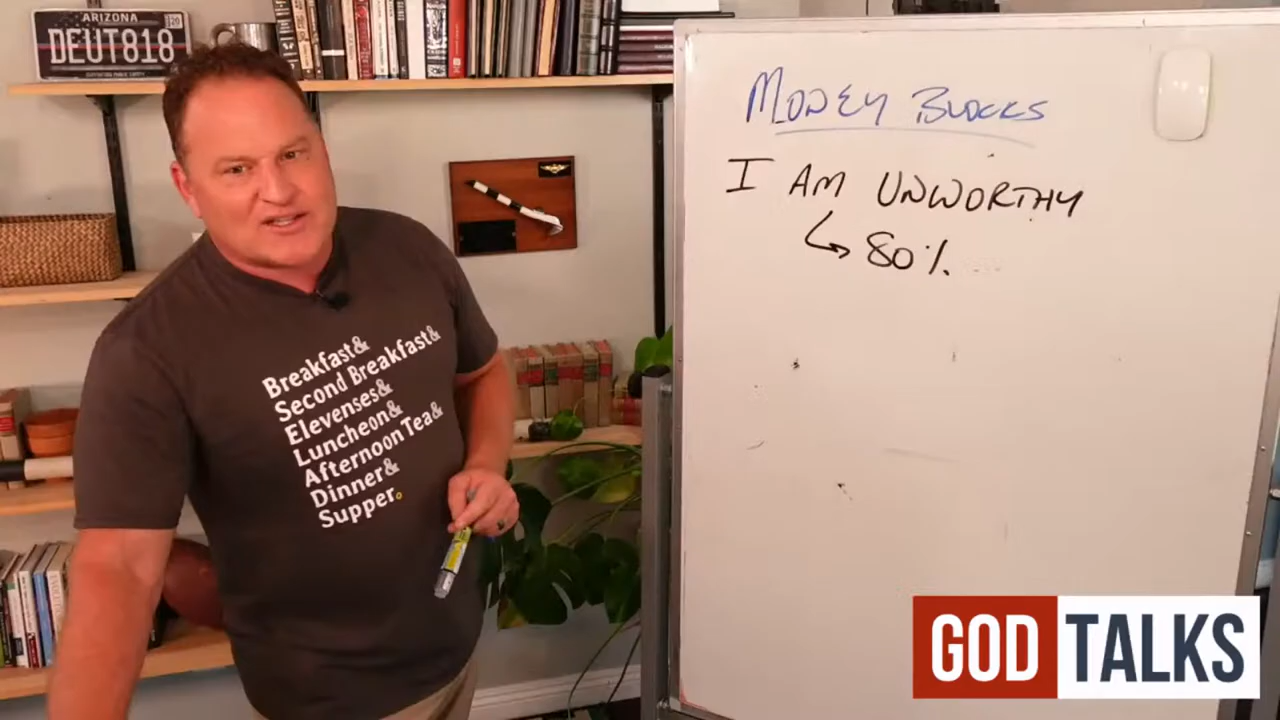 ARIZONA
DEUT818
MONEY BLOCKS
I AM UNWORTHY
80%
Breakfast&
Second Breakfast&
Elevenses&
Luncheon&
Afternoon Tea&
Dinner&
Supper.
GOD TALKS